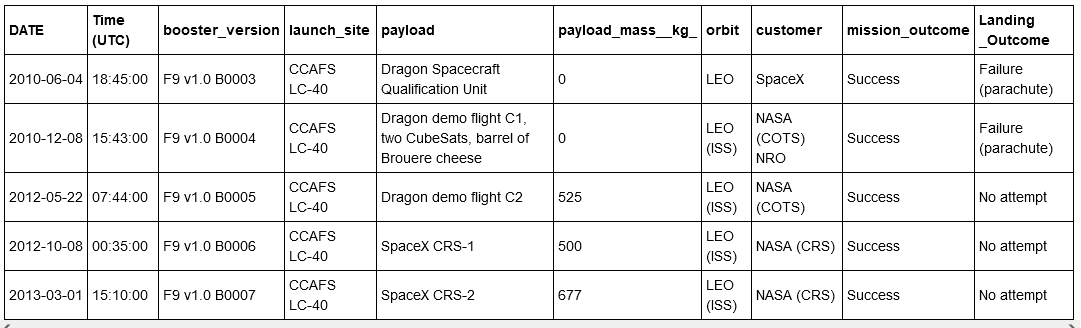 DATE Time (UTC) booster_version launch_site payload payload_mass__kg_ orbit customer mission_outcome Landing _Outcome
2010-06-04 18:45:00 F9 v1.0 B0003 CCAFS LC-40 Dragon Spacecraft Qualification Unit 0 LEO SpaceX Success Failure (parachute)
2010-12-08 15:43:00 F9 v1.0 B0004 CCAFS LC-40 Dragon demo flight C1, two CubeSats, barrel of Brouere cheese 0 LEO (ISS) NASA (COTS) NRO Success Failure (parachute)
2012-05-22 07:44:00 F9 v1.0 B0005 CCAFS LC-40 Dragon demo flight C2 525 LEO (ISS) NASA (COTS) Success No attempt
2012-10-08 00:35:00 F9 v1.0 B0006 CCAFS LC-40 SpaceX CRS-1 500 LEO (ISS) NASA (CRS) Success No attempt
2013-03-01 15:10:00 F9 v1.0 B0007 CCAFS LC-40 SpaceX CRS-2 677 LEO (ISS) NASA (CRS) Success No attempt